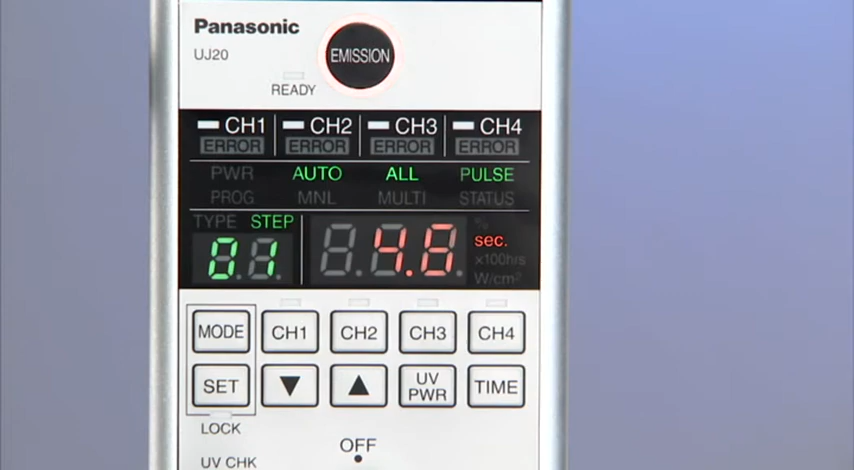 Panasonic
UJ20
EMISSION
READY
CH1 CH2 CH3 CH4
ERROR ERROR ERROR ERROR
PWR AUTO ALL PULSE
PROG MNL MULTI STATUS
TYPE STEP
%
01 4.8 sec.
×100hrs
W/cm²
MODE CH1 CH2 CH3 CH4
SET ▼ ▲ UV PWR TIME
LOCK
OFF
UV CHK